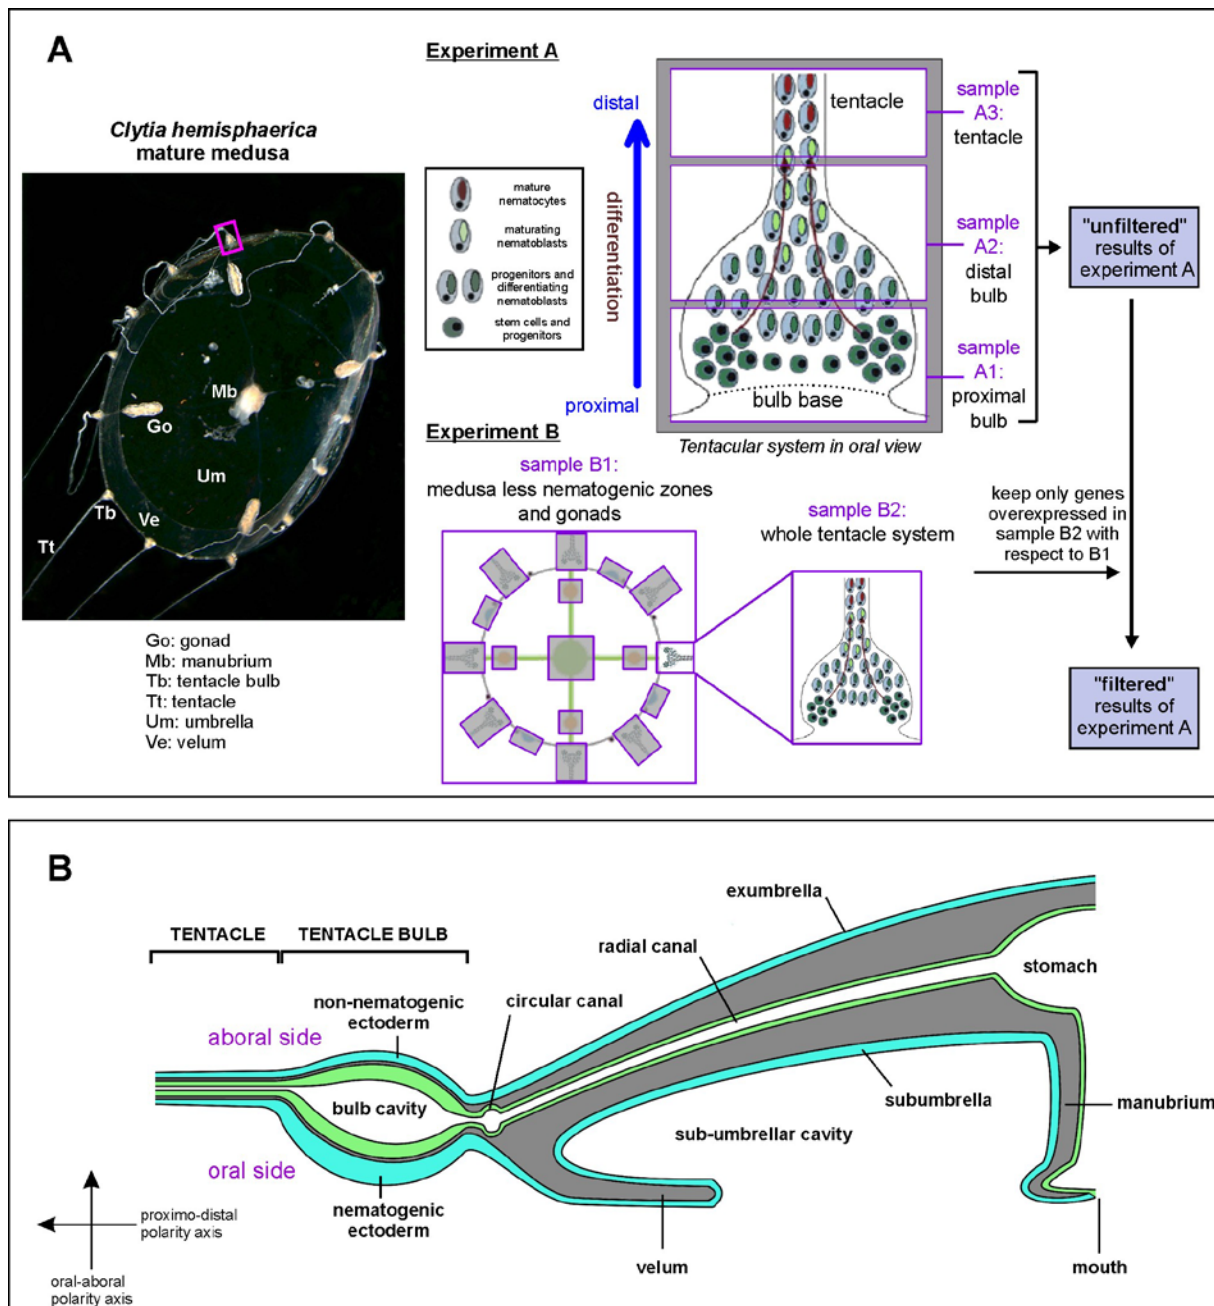 A
Clytia hemisphaerica
mature medusa
Mb
Go
Um
Tb
Ve
Tt
Go: gonad
Mb: manubrium
Tb: tentacle bulb
Tt: tentacle
Um: umbrella
Ve: velum
Experiment A
mature
nematocytes
maturing
nematoblasts
progenitors and
differentiating
nematoblasts
stem cells and
progenitors
distal
differentiation
proximal
tentacle
bulb base
Tentacular system in oral view
sample
A3:
tentacle
sample
A2:
distal
bulb
sample
A1:
proximal
bulb
"unfiltered"
results of
experiment A
Experiment B
sample B1:
medusa less nematogenic zones
and gonads
sample B2:
whole tentacle system
keep only genes
overexpressed in
sample B2 with
respect to B1
"filtered"
results of
experiment A
B
TENTACLE
TENTACLE BULB
exumbrella
radial canal
stomach
circular canal
non-nematogenic
ectoderm
aboral side
bulb cavity
subumbrella
manubrium
sub-umbrellar cavity
oral side
nematogenic
ectoderm
proximo-distal
polarity axis
oral-aboral
polarity axis
velum
mouth